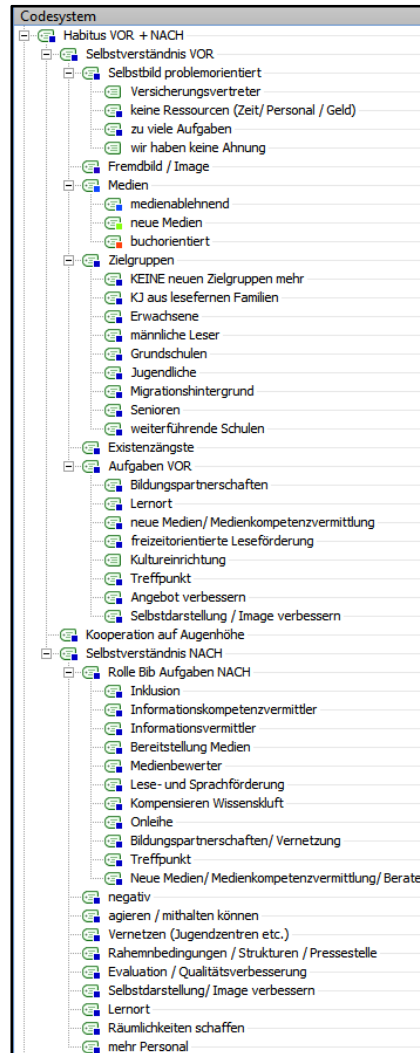 Codesystem
Habitus VOR + NACH
Selbstverständnis VOR
Selbstbild problemorientiert
Versicherungsvertreter
keine Ressourcen (Zeit/ Personal / Geld)
zu viele Aufgaben
wir haben keine Ahnung
Fremdbild / Image
Medien
medienablehnend
neue Medien
buchorientiert
Zielgruppen
KEINE neuen Zielgruppen mehr
KJ aus lesefernen Familien
Erwachsene
männliche Leser
Grundschulen
Jugendliche
Migrationshintergrund
Senioren
weiterführende Schulen
Existenzängste
Aufgaben VOR
Bildungspartnerschaften
Lernort
neue Medien/ Medienkompetenzvermittlung
freizeitorientierte Leseförderung
Kultureinrichtung
Treffpunkt
Angebot verbessern
Selbstdarstellung / Image verbessern
Kooperation auf Augenhöhe
Selbstverständnis NACH
Rolle Bib Aufgaben NACH
Inklusion
Informationskompetenzvermittler
Informationsvermittler
Bereitstellung Medien
Medienbewerter
Lese- und Sprachförderung
Kompensieren Wissenskluft
Onleihe
Bildungspartnerschaften/ Vernetzung
Treffpunkt
Neue Medien/ Medienkompetenzvermittlung/ Berate
negativ
agieren / mithalten können
Vernetzen (Jugendzentren etc.)
Rahemnbedingungen / Strukturen / Pressestelle
Evaluation / Qualitätsverbesserung
Selbstdarstellung/ Image verbessern
Lernort
Räumlichkeiten schaffen
mehr Personal